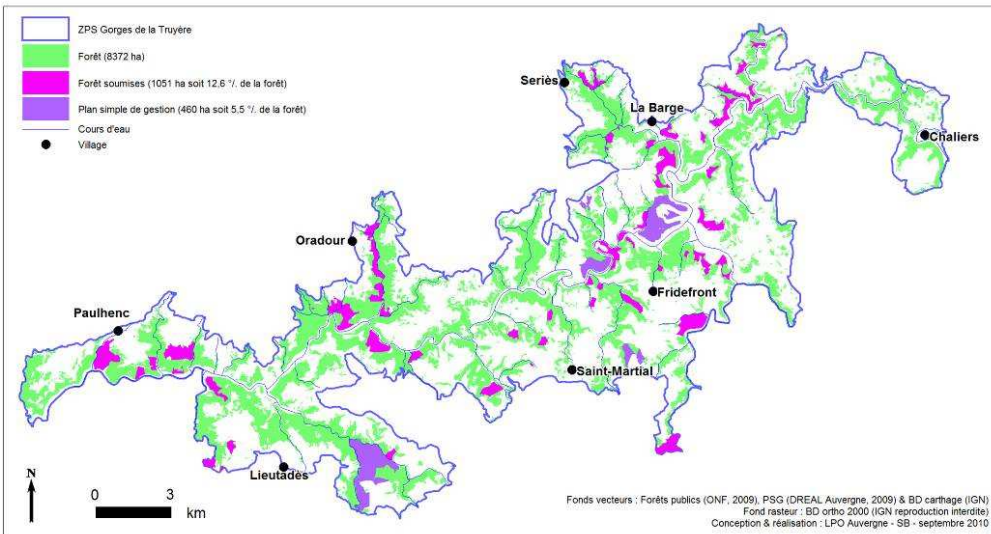 ZPS Gorges de la Truyère
Forêt (8372 ha)
Forêt soumises (1051 ha soit 12,6 °/. de la forêt)
Plan simple de gestion (460 ha soit 5,5 °/. de la forêt)
Cours d'eau
Village
Seriès
La Barge
Chaliers
Oradour
Fridefront
Paulhenc
Saint-Martial
Lieutadès
N
0 3
km
Fonds vecteurs : Forêts publics (ONF, 2009), PSG (DREAL Auvergne, 2009) & BD carthage (IGN)
Fond rasteur : BD ortho 2000 (IGN reproduction interdite)
Conception & réalisation : LPO Auvergne - SB - septembre 2010